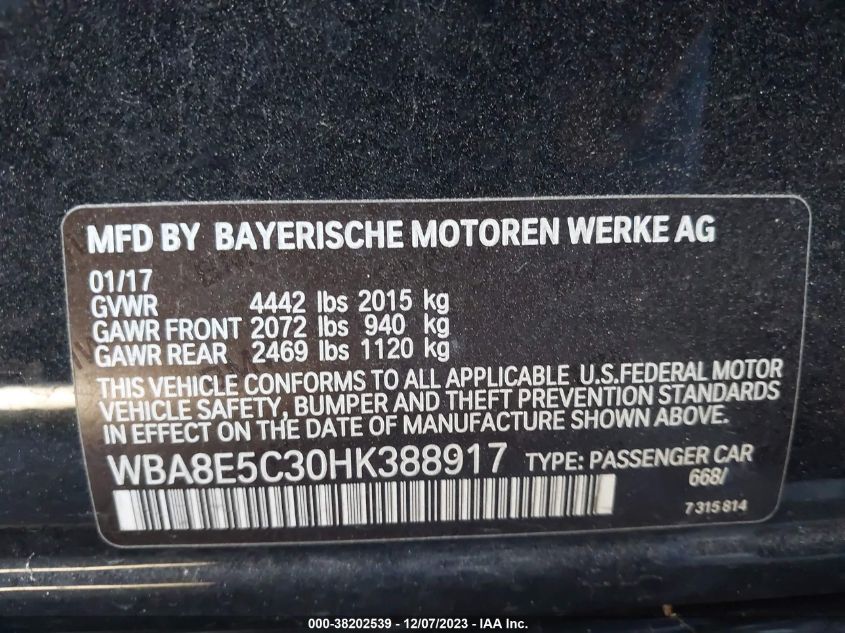 MFD BY BAYERISCHE MOTOREN WERKE AG
01/17
GVWR 4442 lbs 2015 kg
GAWR FRONT 2072 lbs 940 kg
GAWR REAR 2469 lbs 1120 kg
THIS VEHICLE CONFORMS TO ALL APPLICABLE U.S.FEDERAL MOTOR
VEHICLE SAFETY, BUMPER AND THEFT PREVENTION STANDARDS
IN EFFECT ON THE DATE OF MANUFACTURE SHOWN ABOVE.
WBA8E5C30HK388917 TYPE: PASSENGER CAR
668/
7315814
000-38202539 - 12/07/2023 - IAA Inc.